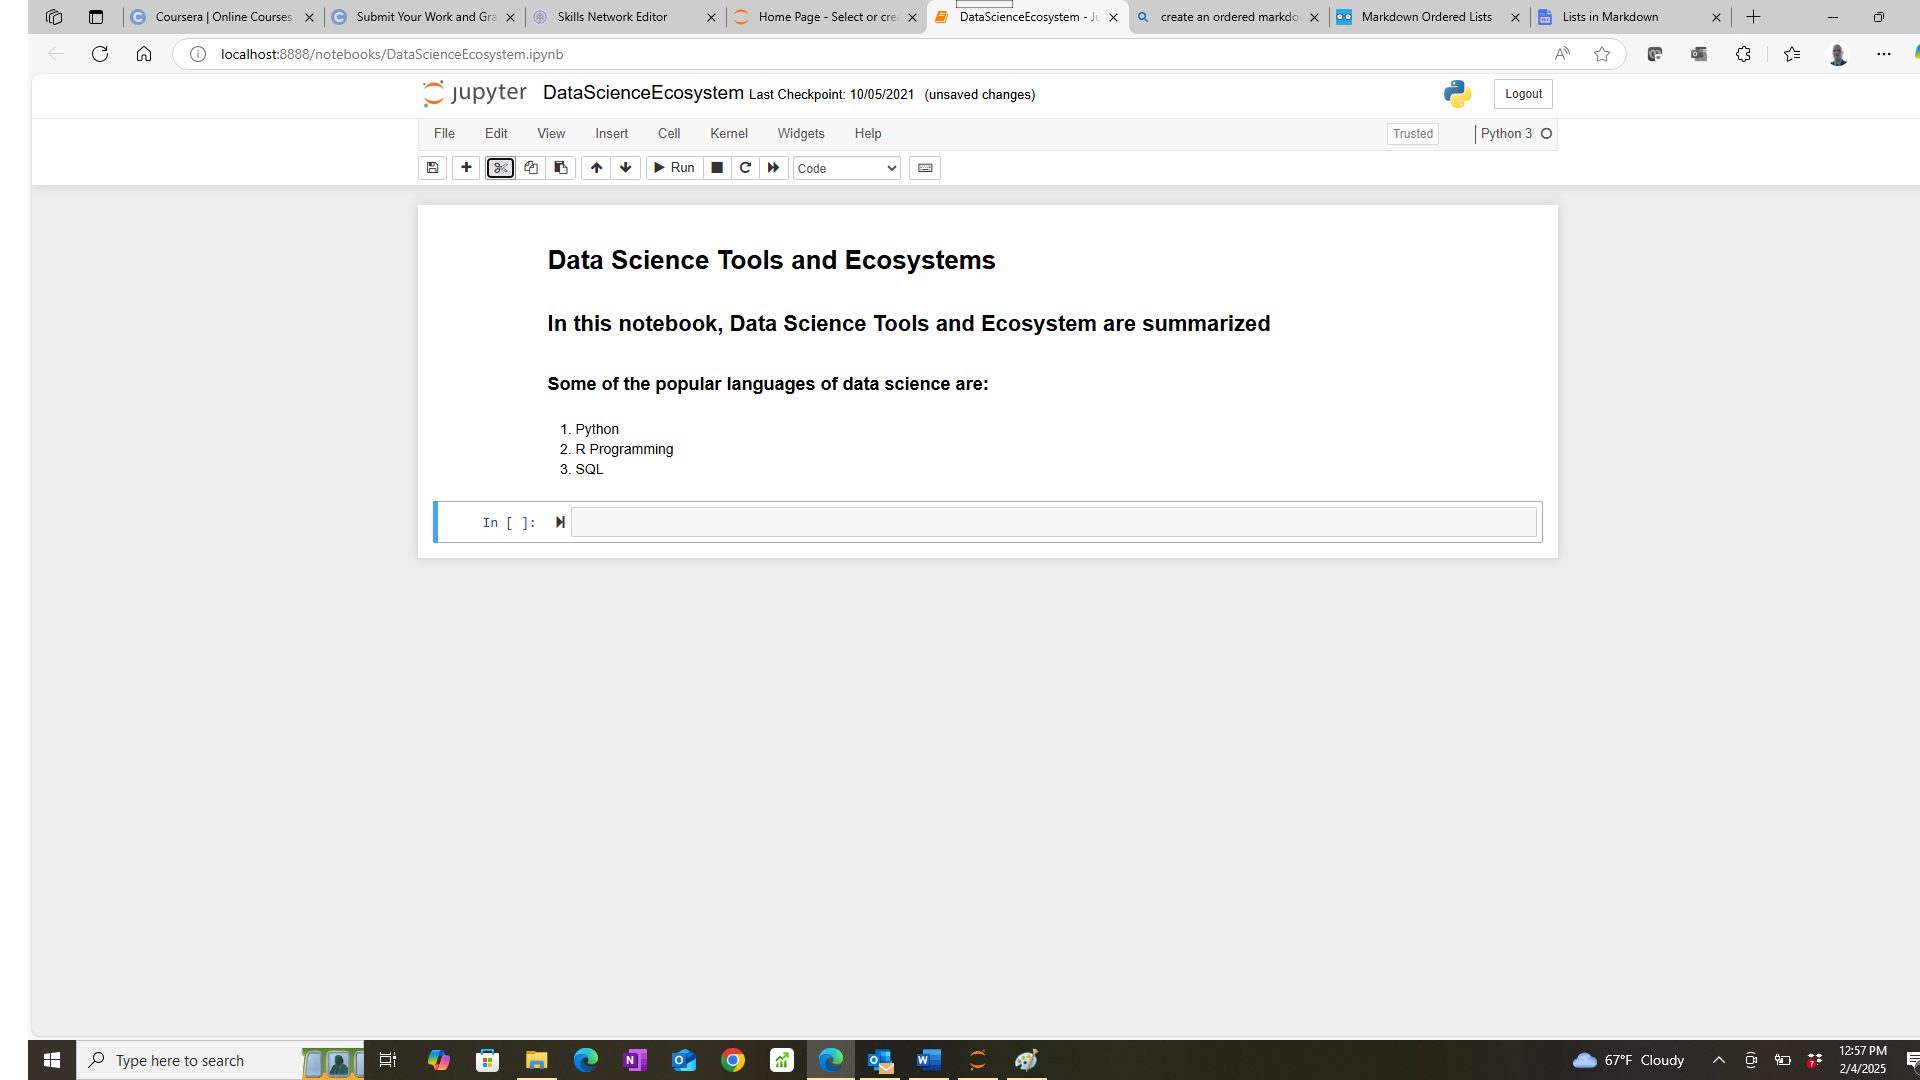 Coursera | Online Courses
Submit Your Work and Gra
Skills Network Editor
Home Page - Select or cre
DataScienceEcosystem - Ju
create an ordered markdo
Markdown Ordered Lists
Lists in Markdown
localhost:8888/notebooks/DataScienceEcosystem.ipynb
jupyter DataScienceEcosystem Last Checkpoint: 10/05/2021 (unsaved changes)
Logout
File Edit View Insert Cell Kernel Widgets Help
Trusted
Python 3
Run
Code
Data Science Tools and Ecosystems
In this notebook, Data Science Tools and Ecosystem are summarized
Some of the popular languages of data science are:
1. Python
2. R Programming
3. SQL
In [ ]:
Type here to search
67°F Cloudy
12:57 PM
2/4/2025